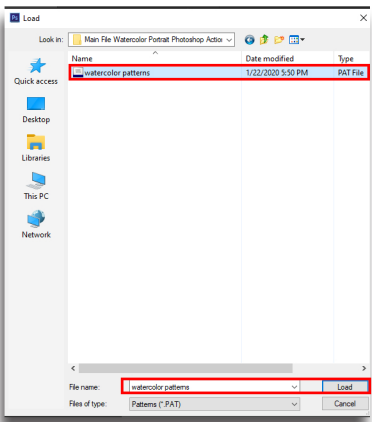 Ps Load
Look in: Main File Watercolor Portrait Photoshop Action
Name Date modified Type
watercolor patterns 1/22/2020 5:50 PM PAT File
Quick access
Desktop
Libraries
This PC
Network
File name: watercolor patterns Load
Files of type: Patterns (*.PAT) Cancel